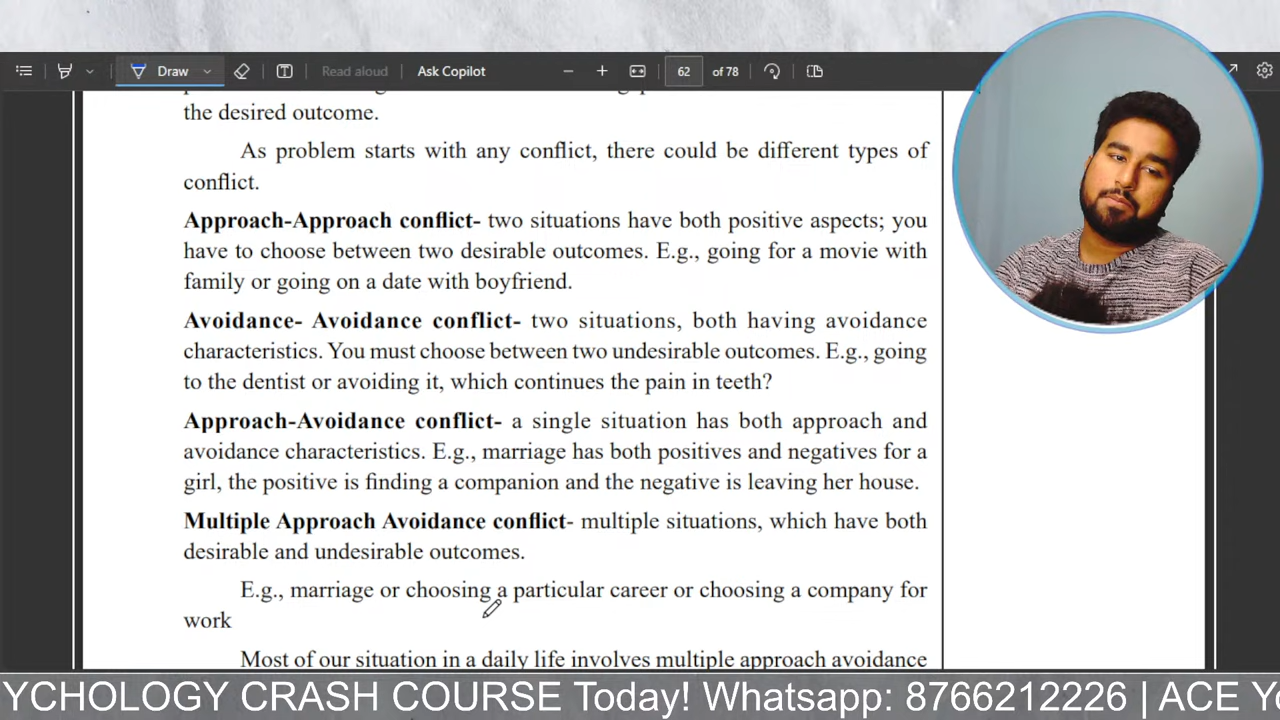 Draw
Read aloud
Ask Copilot
62
of 78
the desired outcome.
As problem starts with any conflict, there could be different types of
conflict.
Approach-Approach conflict- two situations have both positive aspects; you
have to choose between two desirable outcomes. E.g., going for a movie with
family or going on a date with boyfriend.
Avoidance- Avoidance conflict- two situations, both having avoidance
characteristics. You must choose between two undesirable outcomes. E.g., going
to the dentist or avoiding it, which continues the pain in teeth?
Approach-Avoidance conflict- a single situation has both approach and
avoidance characteristics. E.g., marriage has both positives and negatives for a
girl, the positive is finding a companion and the negative is leaving her house.
Multiple Approach Avoidance conflict- multiple situations, which have both
desirable and undesirable outcomes.
E.g., marriage or choosing a particular career or choosing a company for
work
Most of our situation in a daily life involves multiple approach avoidance
YCHOLOGY CRASH COURSE Today! Whatsapp: 8766212226 | ACE Yo